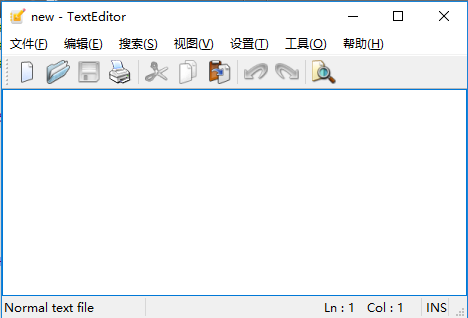 new - TextEditor
文件(F) 编辑(E) 搜索(S) 视图(V) 设置(T) 工具(O) 帮助(H)
Normal text file Ln : 1 Col : 1 INS